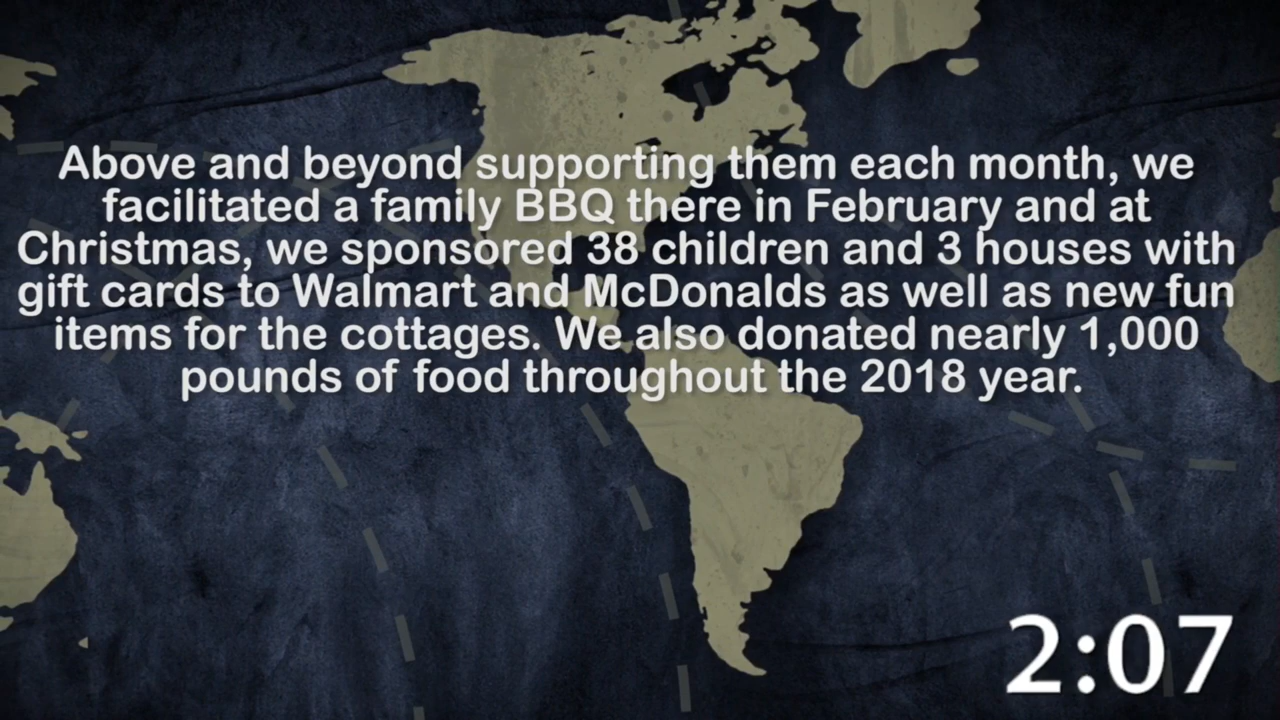 Above and beyond supporting them each month, we
facilitated a family BBQ there in February and at
Christmas, we sponsored 38 children and 3 houses with
gift cards to Walmart and McDonalds as well as new fun
items for the cottages. We also donated nearly 1,000
pounds of food throughout the 2018 year.
2:07